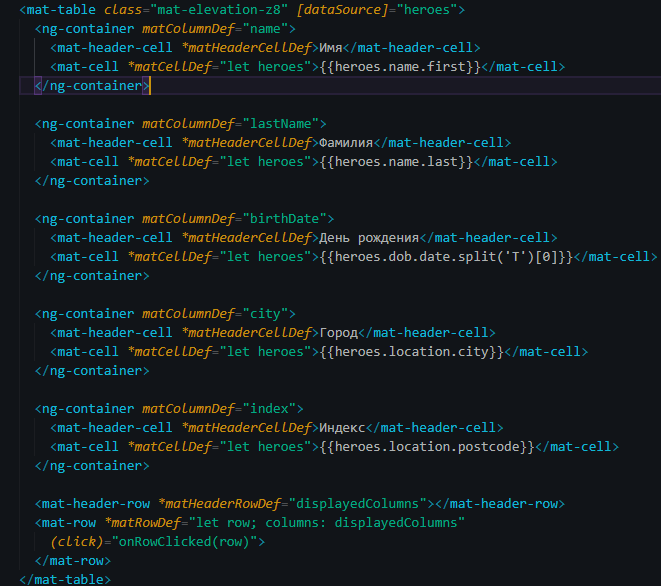 <mat-table class="mat-elevation-z8" [dataSource]="heroes">
<ng-container matColumnDef="name">
<mat-header-cell *matHeaderCellDef>Имя</mat-header-cell>
<mat-cell *matCellDef="let heroes">{{heroes.name.first}}</mat-cell>
</ng-container>
<ng-container matColumnDef="lastName">
<mat-header-cell *matHeaderCellDef>Фамилия</mat-header-cell>
<mat-cell *matCellDef="let heroes">{{heroes.name.last}}</mat-cell>
</ng-container>
<ng-container matColumnDef="birthDate">
<mat-header-cell *matHeaderCellDef>День рождения</mat-header-cell>
<mat-cell *matCellDef="let heroes">{{heroes.dob.date.split('T')[0]}}</mat-cell>
</ng-container>
<ng-container matColumnDef="city">
<mat-header-cell *matHeaderCellDef>Город</mat-header-cell>
<mat-cell *matCellDef="let heroes">{{heroes.location.city}}</mat-cell>
</ng-container>
<ng-container matColumnDef="index">
<mat-header-cell *matHeaderCellDef>Индекс</mat-header-cell>
<mat-cell *matCellDef="let heroes">{{heroes.location.postcode}}</mat-cell>
</ng-container>
<mat-header-row *matHeaderRowDef="displayedColumns"></mat-header-row>
<mat-row *matRowDef="let row; columns: displayedColumns"
(click)="onRowClicked(row)">
</mat-row>
</mat-table>